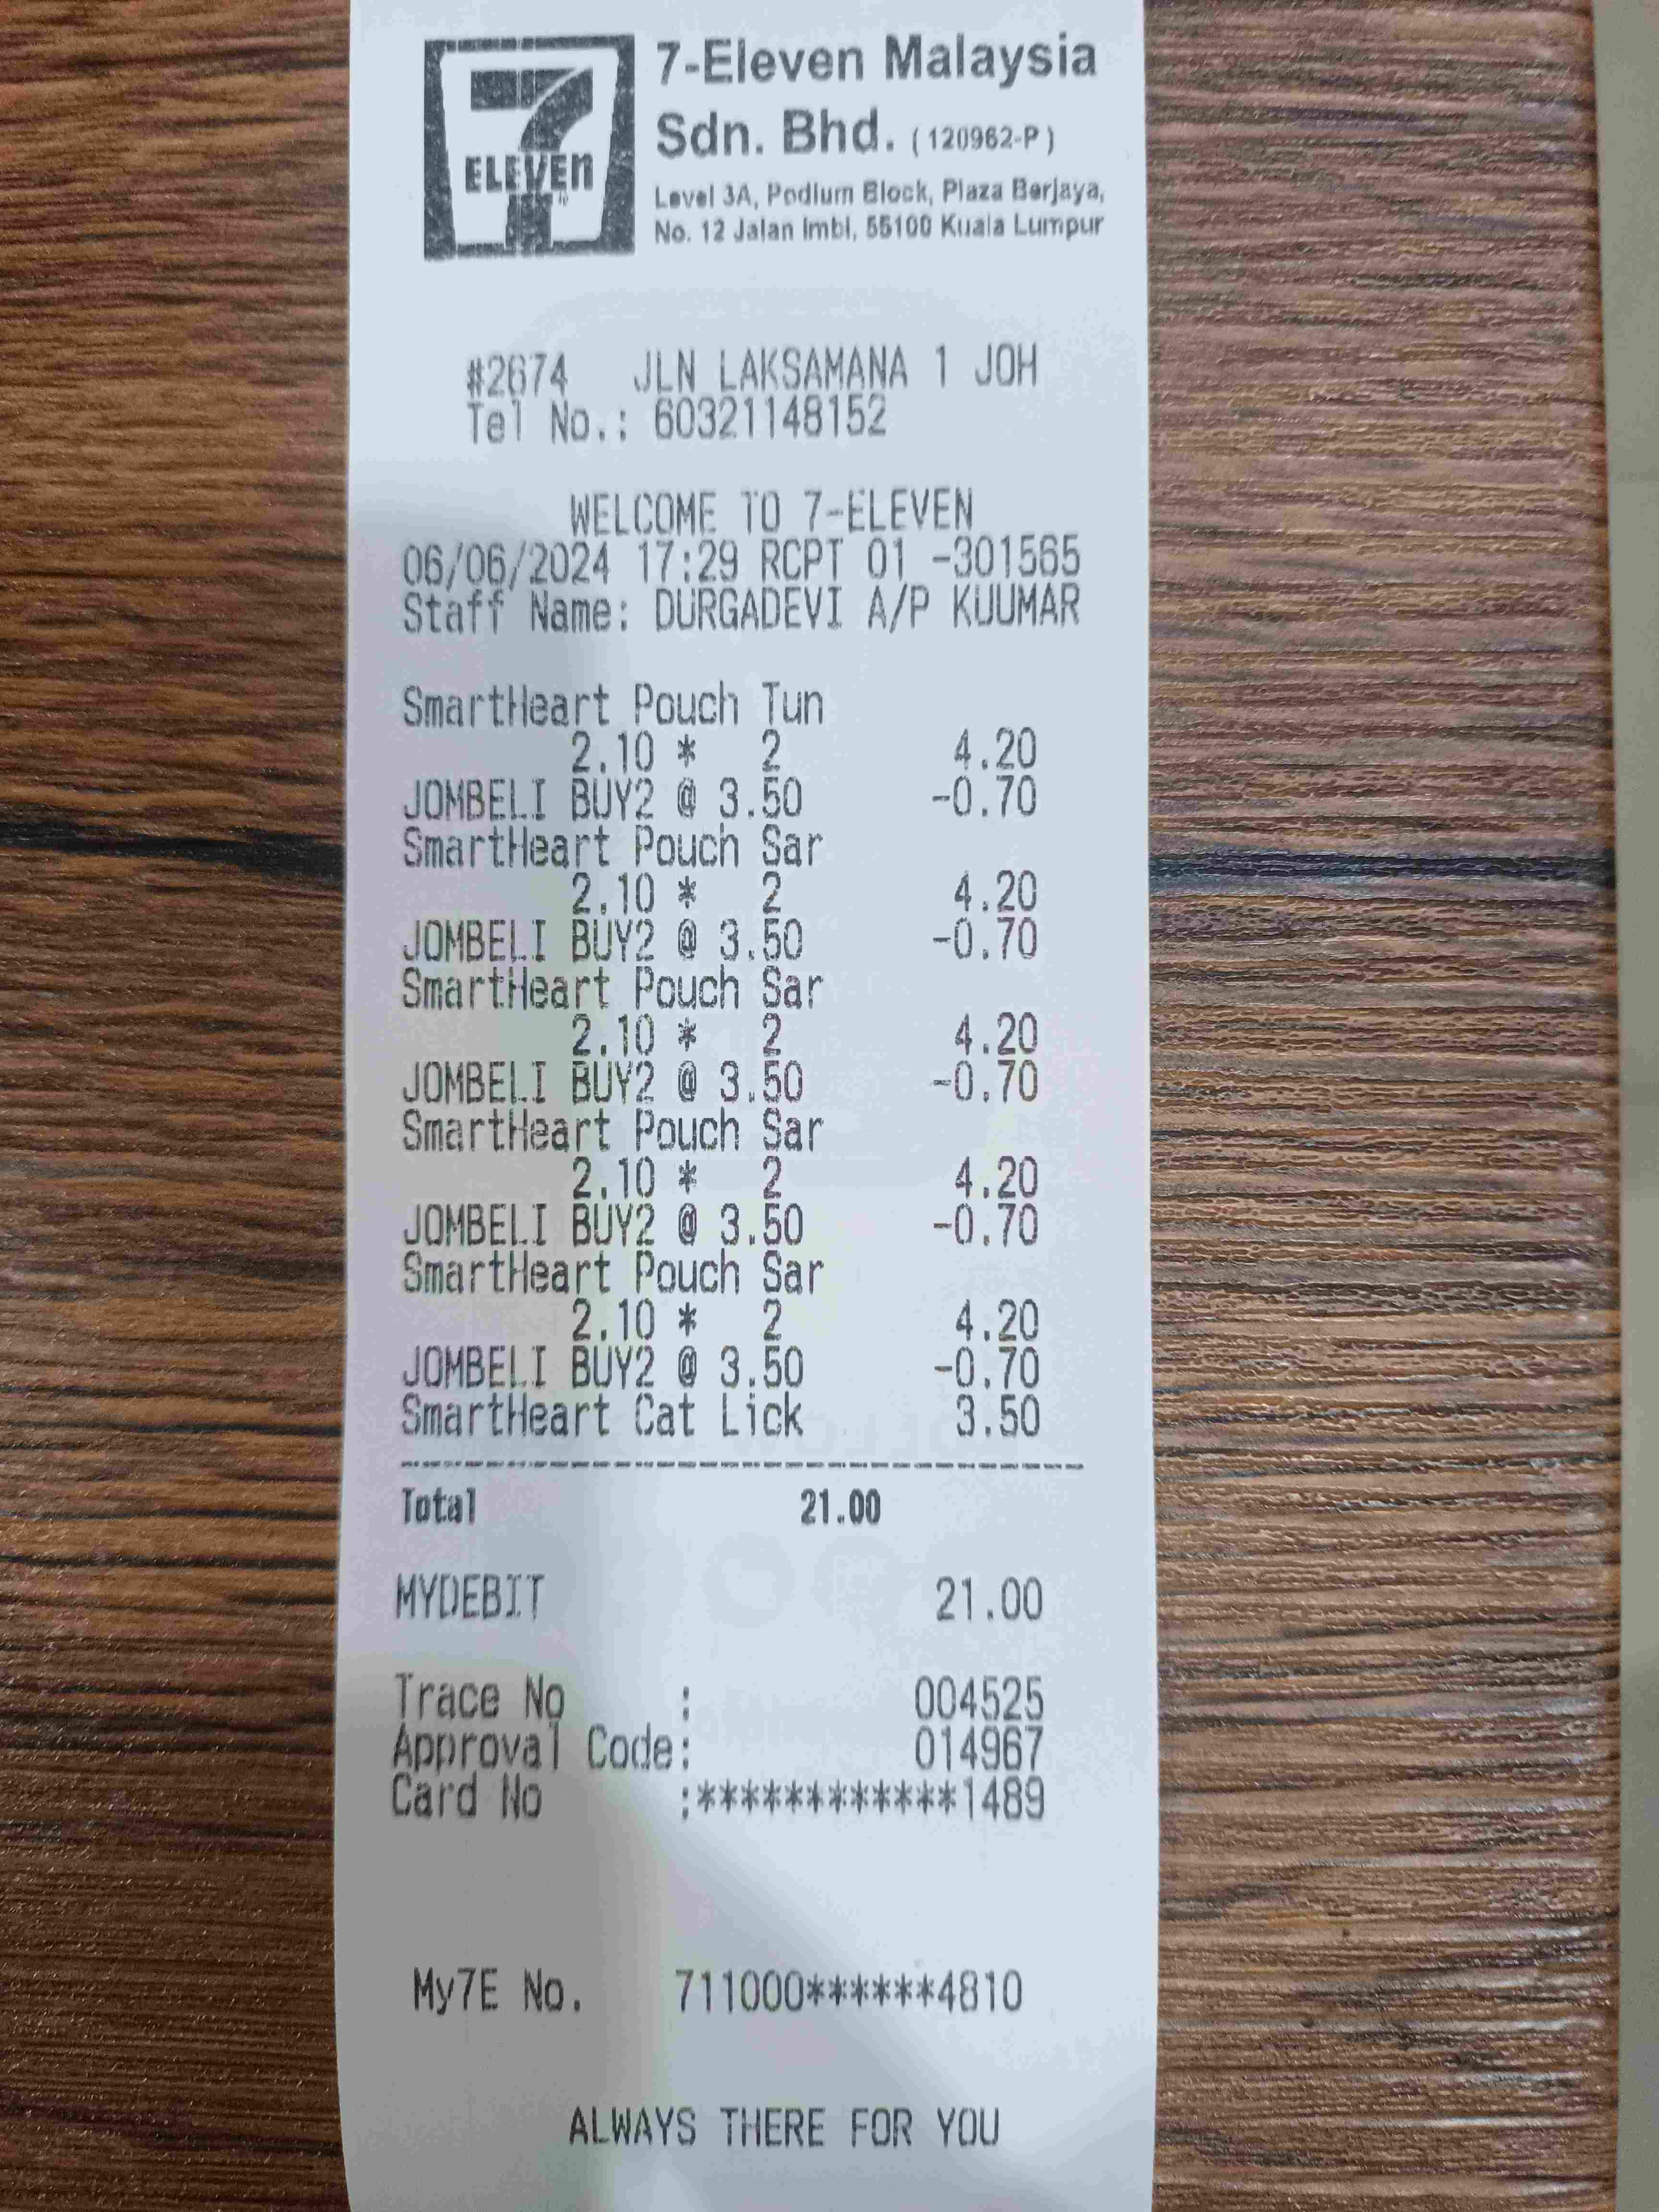 7-Eleven Malaysia
Sdn. Bhd. (120962-P)
Level 3A, Podium Block, Plaza Berjaya,
No. 12 Jalan Imbi, 55100 Kuala Lumpur
ELEVEN
#2674 JLN LAKSAMANA 1 JOH
Tel No.: 60321148152
WELCOME TO 7-ELEVEN
06/06/2024 17:29 RCPT 01 -301565
Staff Name: DURGADEVI A/P KUUMAR
SmartHeart Pouch Tun
2.10 * 2 4.20
JOMBELI BUY2 @ 3.50 -0.70
SmartHeart Pouch Sar
2.10 * 2 4.20
JOMBELI BUY2 @ 3.50 -0.70
SmartHeart Pouch Sar
2.10 * 2 4.20
JOMBELI BUY2 @ 3.50 -0.70
SmartHeart Pouch Sar
2.10 * 2 4.20
JOMBELI BUY2 @ 3.50 -0.70
SmartHeart Pouch Sar
2.10 * 2 4.20
JOMBELI BUY2 @ 3.50 -0.70
SmartHeart Cat Lick 3.50
Total 21.00
MYDEBIT 21.00
Trace No : 004525
Approval Code: 014967
Card No :************1489
My7E No. 711000******4810
ALWAYS THERE FOR YOU